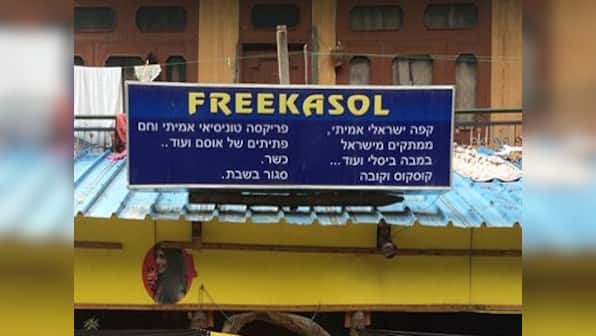 FREEKASOL
קפה ישראלי אמיתי,
ממתקים מישראל
במבה ביסלי ועוד...
קוסקוס וקובה
פריקסה טוניסיאי אמיתי וחם
פתיתים של אוסם ועוד..
כשר.
סגור בשבת.